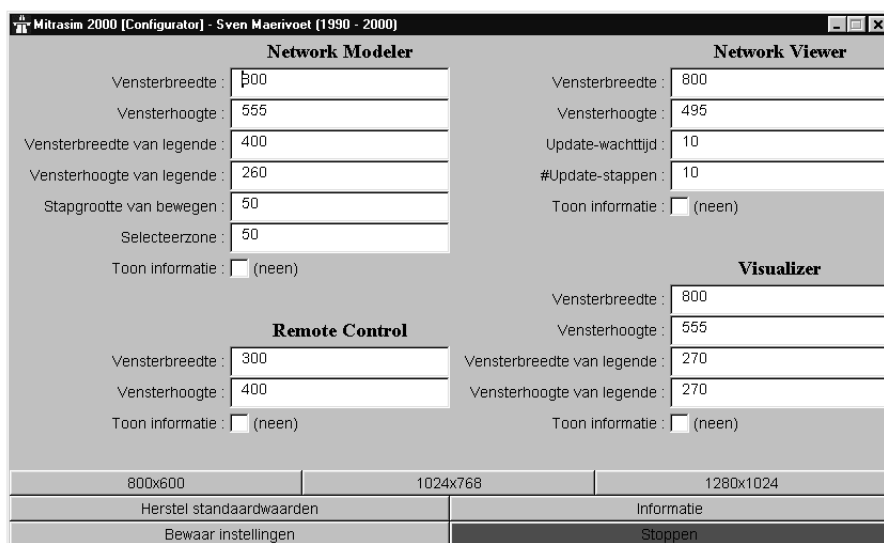 Mitrasim 2000 [Configurator] - Sven Maerivoet (1990 - 2000)
Network Modeler
Vensterbreedte : 800
Vensterhoogte : 555
Vensterbreedte van legende : 400
Vensterhoogte van legende : 260
Stapgrootte van bewegen : 50
Selecteerzone : 50
Toon informatie : (neen)
Remote Control
Vensterbreedte : 300
Vensterhoogte : 400
Toon informatie : (neen)
Network Viewer
Vensterbreedte : 800
Vensterhoogte : 495
Update-wachttijd : 10
#Update-stappen : 10
Toon informatie : (neen)
Visualizer
Vensterbreedte : 800
Vensterhoogte : 555
Vensterbreedte van legende : 270
Vensterhoogte van legende : 270
Toon informatie : (neen)
800x600 1024x768 1280x1024
Herstel standaardwaarden Informatie
Bewaar instellingen Stoppen